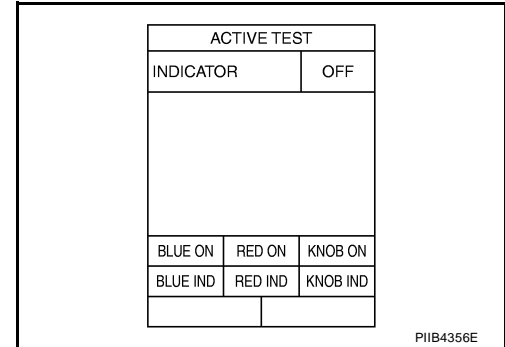 ACTIVE TEST
INDICATOR OFF
BLUE ON RED ON KNOB ON
BLUE IND RED IND KNOB IND
PIIB4356E